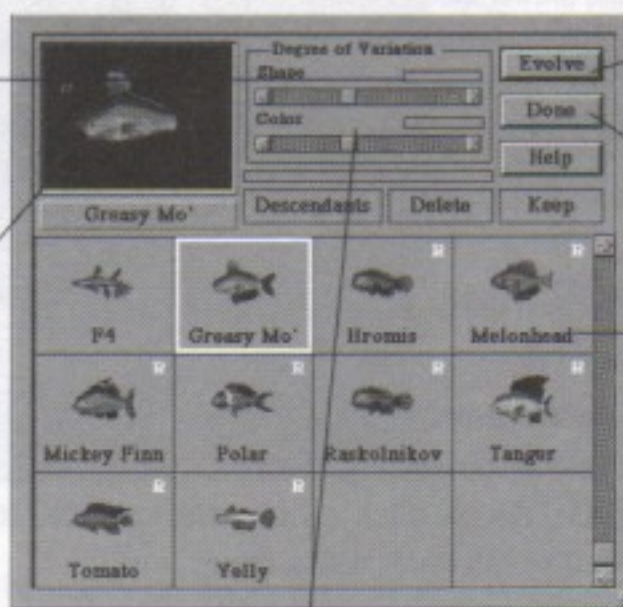 Degree of Variation
Shape
Color
Evolve
Done
Help
Greasy Mo'
Descendants
Delete
Keep
F4
Greasy Mo'
R
Hromis
R
Melonhead
R
Mickey Finn
R
Polar
R
Raskolnikov
R
Tangur
R
Tomato
R
Yelly